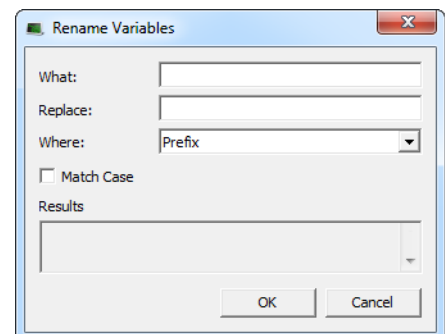 Rename Variables
What:
Replace:
Where: Prefix
Match Case
Results
OK Cancel